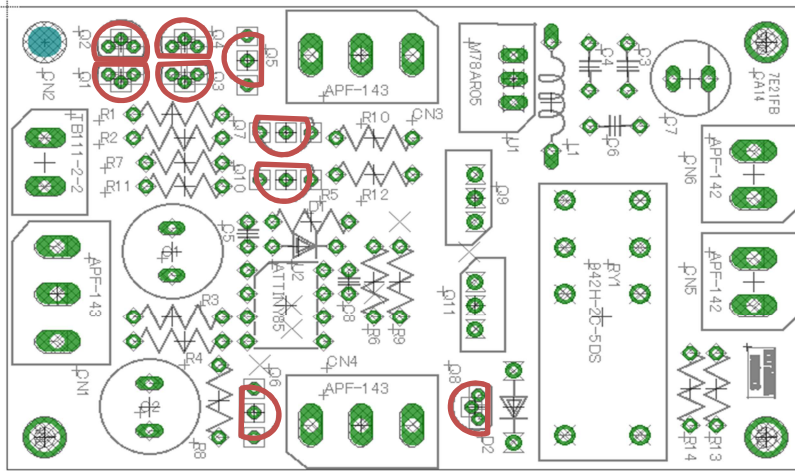 Q2
Q4
Q5
Q1
Q3
CN2
APF-143
CN3
M78AR05
U1
L1
C4
C3
C6
7E21FB
CA14
TB111-2-2
R1
R2
R7
R11
Q7
Q10
R10
R12
R5
D1
Q9
CN6
APF-142
C5
U2
ATTINY85
C8
R6
R9
Q11
RY1
942H-2C-5DS
CN5
APF-142
APF-143
CN1
R3
R4
C2
R8
Q6
CN4
APF-143
Q8
D2
R14
R13